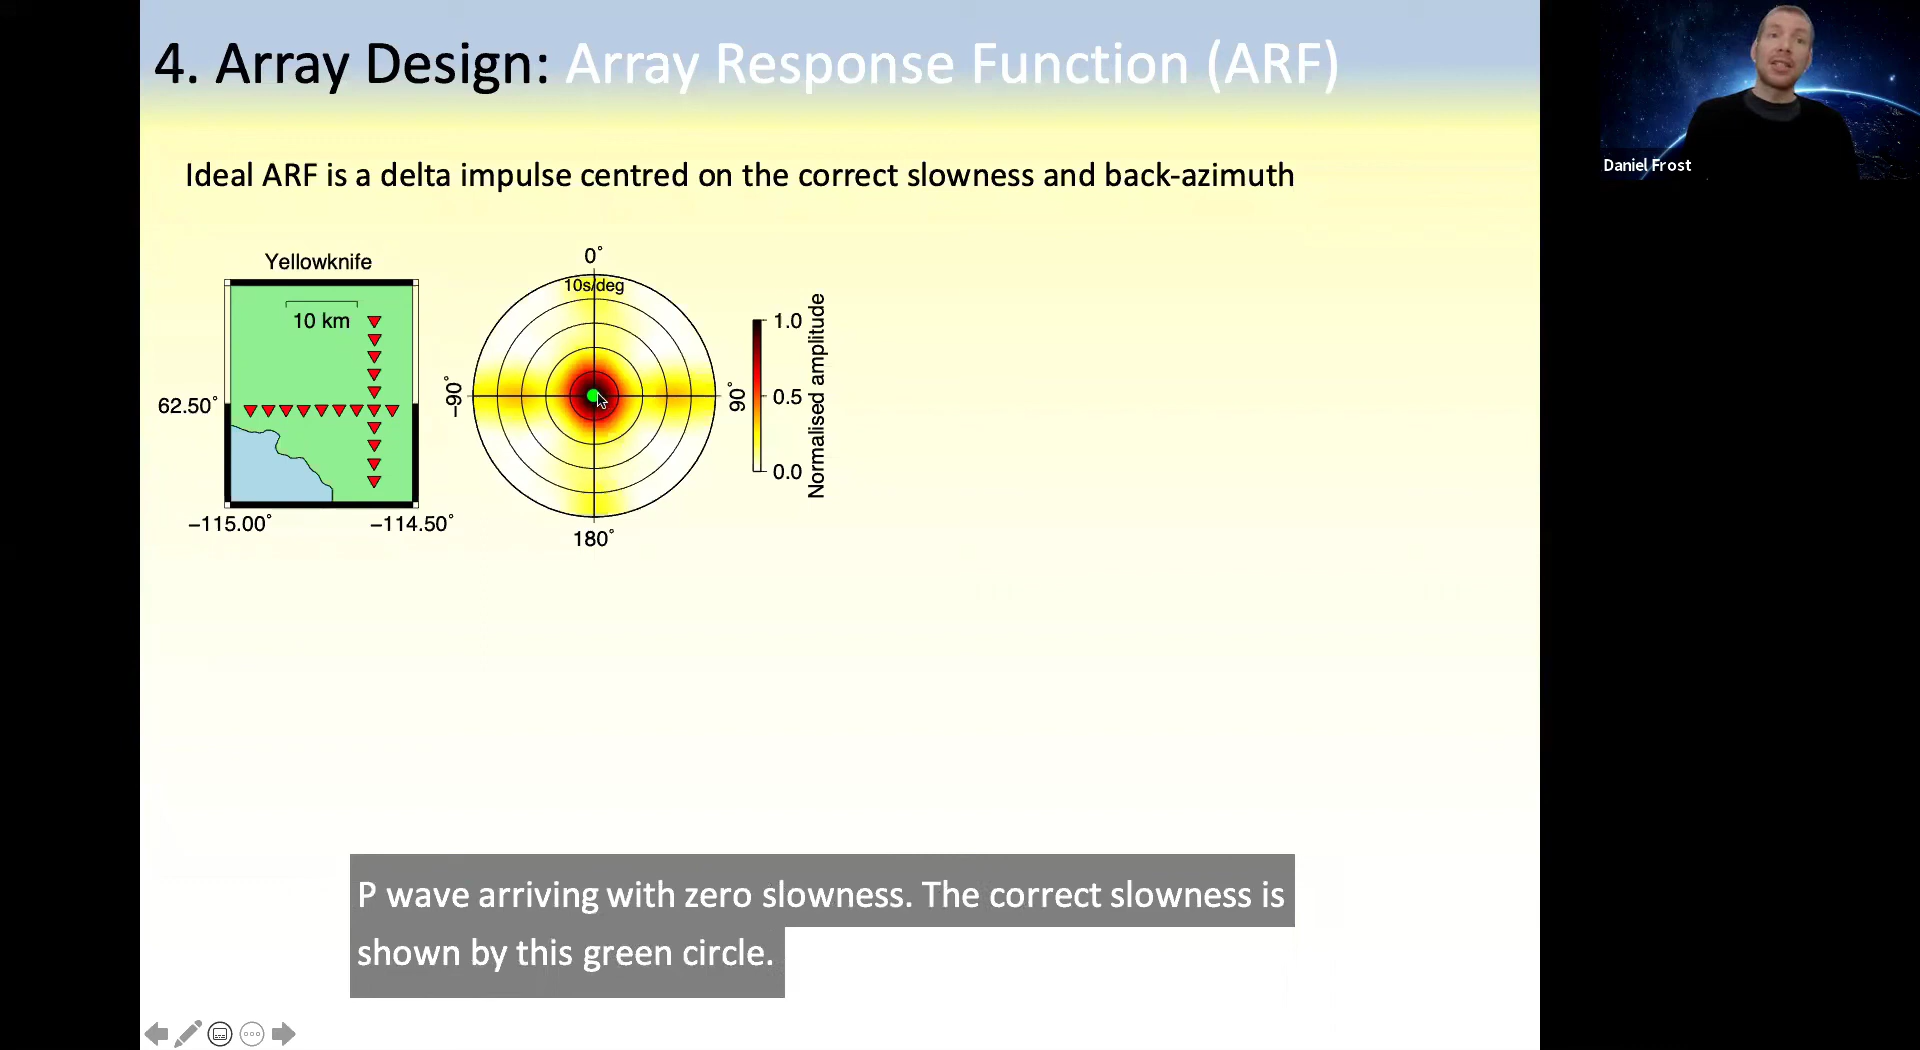 4. Array Design: Array Response Function (ARF)
Daniel Frost
Ideal ARF is a delta impulse centred on the correct slowness and back-azimuth
Yellowknife
10 km
62.50°
−115.00°
−114.50°
0°
10s/deg
−90°
90°
180°
1.0
0.5
0.0
Normalised amplitude
P wave arriving with zero slowness. The correct slowness is
shown by this green circle.